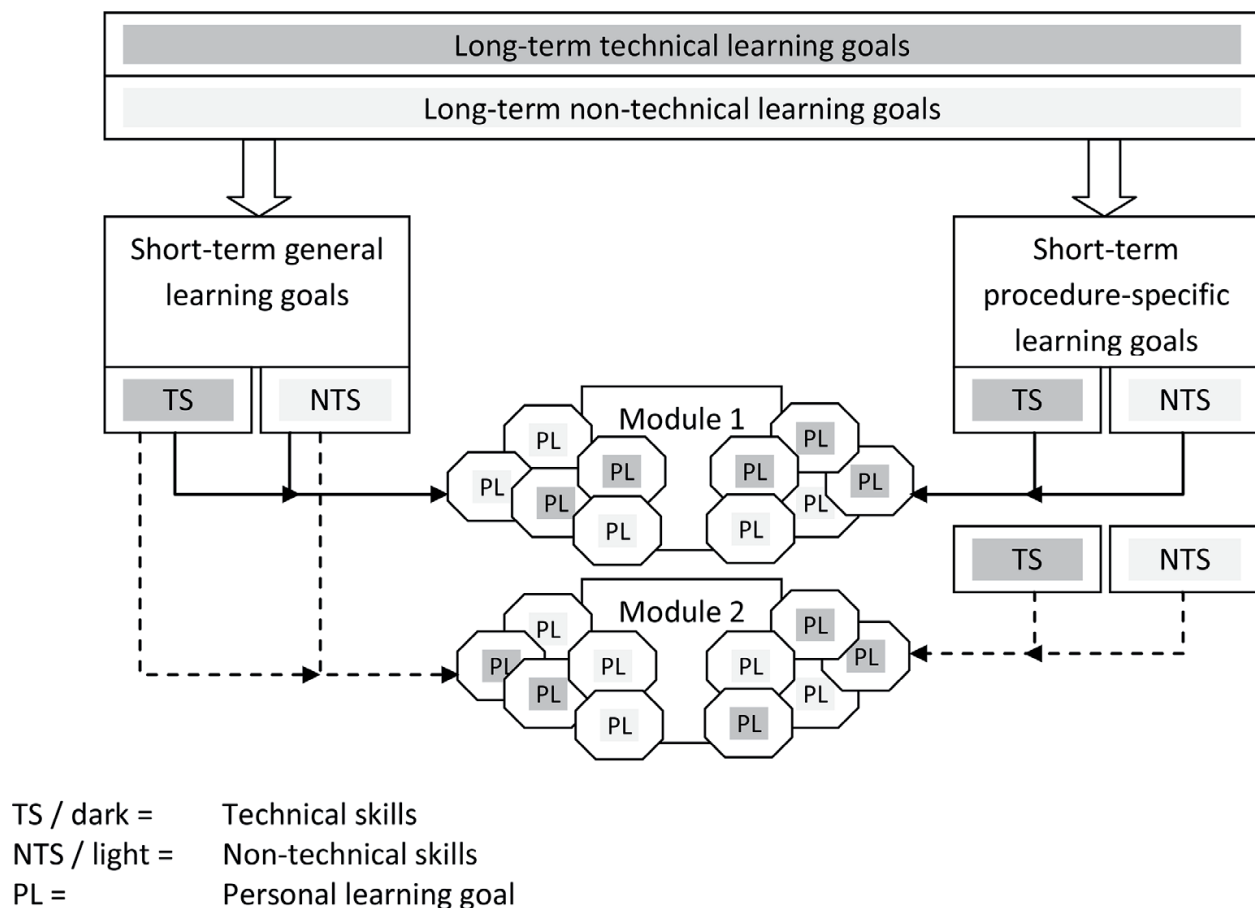 Long-term technical learning goals
Long-term non-technical learning goals
Short-term general
learning goals
Short-term
procedure-specific
learning goals
TS
NTS
TS
NTS
Module 1
PL
PL
PL
PL
PL
PL
PL
PL
PL
PL
PL
TS
NTS
Module 2
PL
PL
PL
PL
PL
PL
PL
PL
PL
PL
PL
TS / dark = Technical skills
NTS / light = Non-technical skills
PL = Personal learning goal